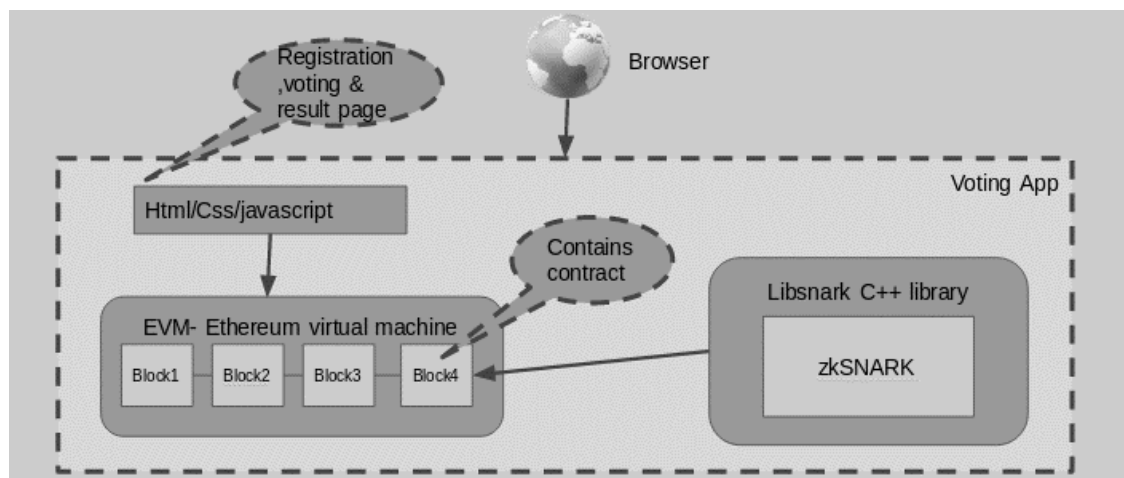 Registration
,voting &
result page
Browser
Voting App
Html/Css/javascript
Contains
contract
Libsnark C++ library
EVM- Ethereum virtual machine
zkSNARK
Block1
Block2
Block3
Block4